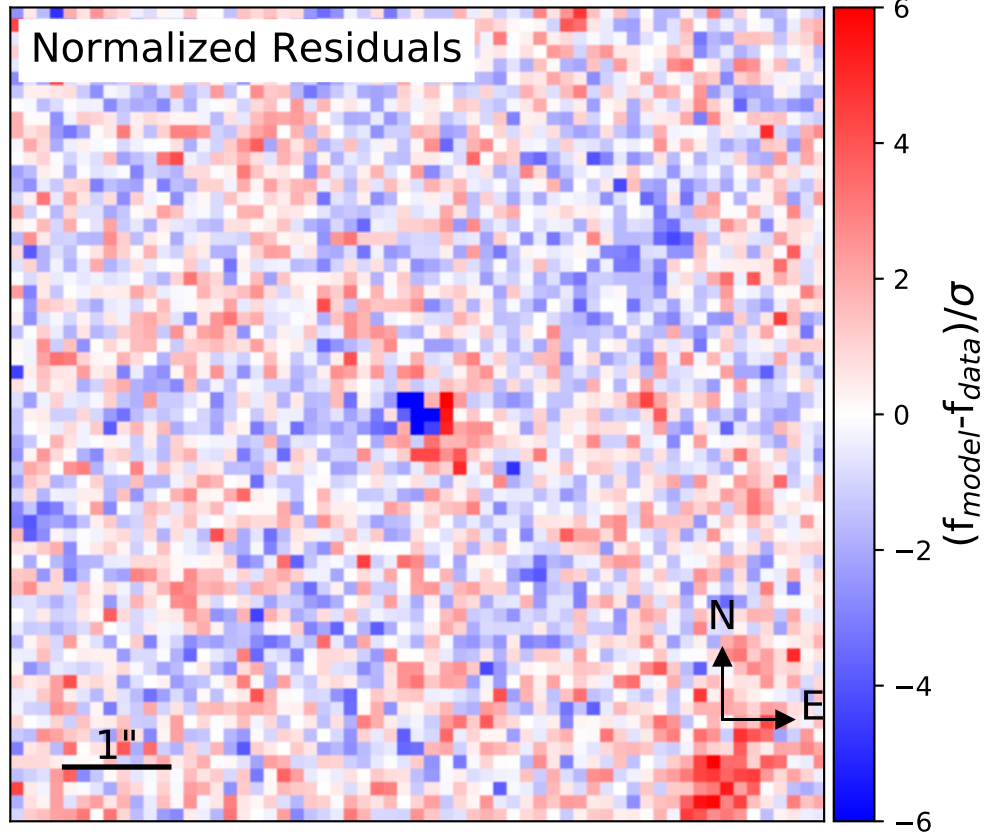 Normalized Residuals
6
4
2
0
−2
−4
−6
(f_model-f_data)/σ
N
E
1"